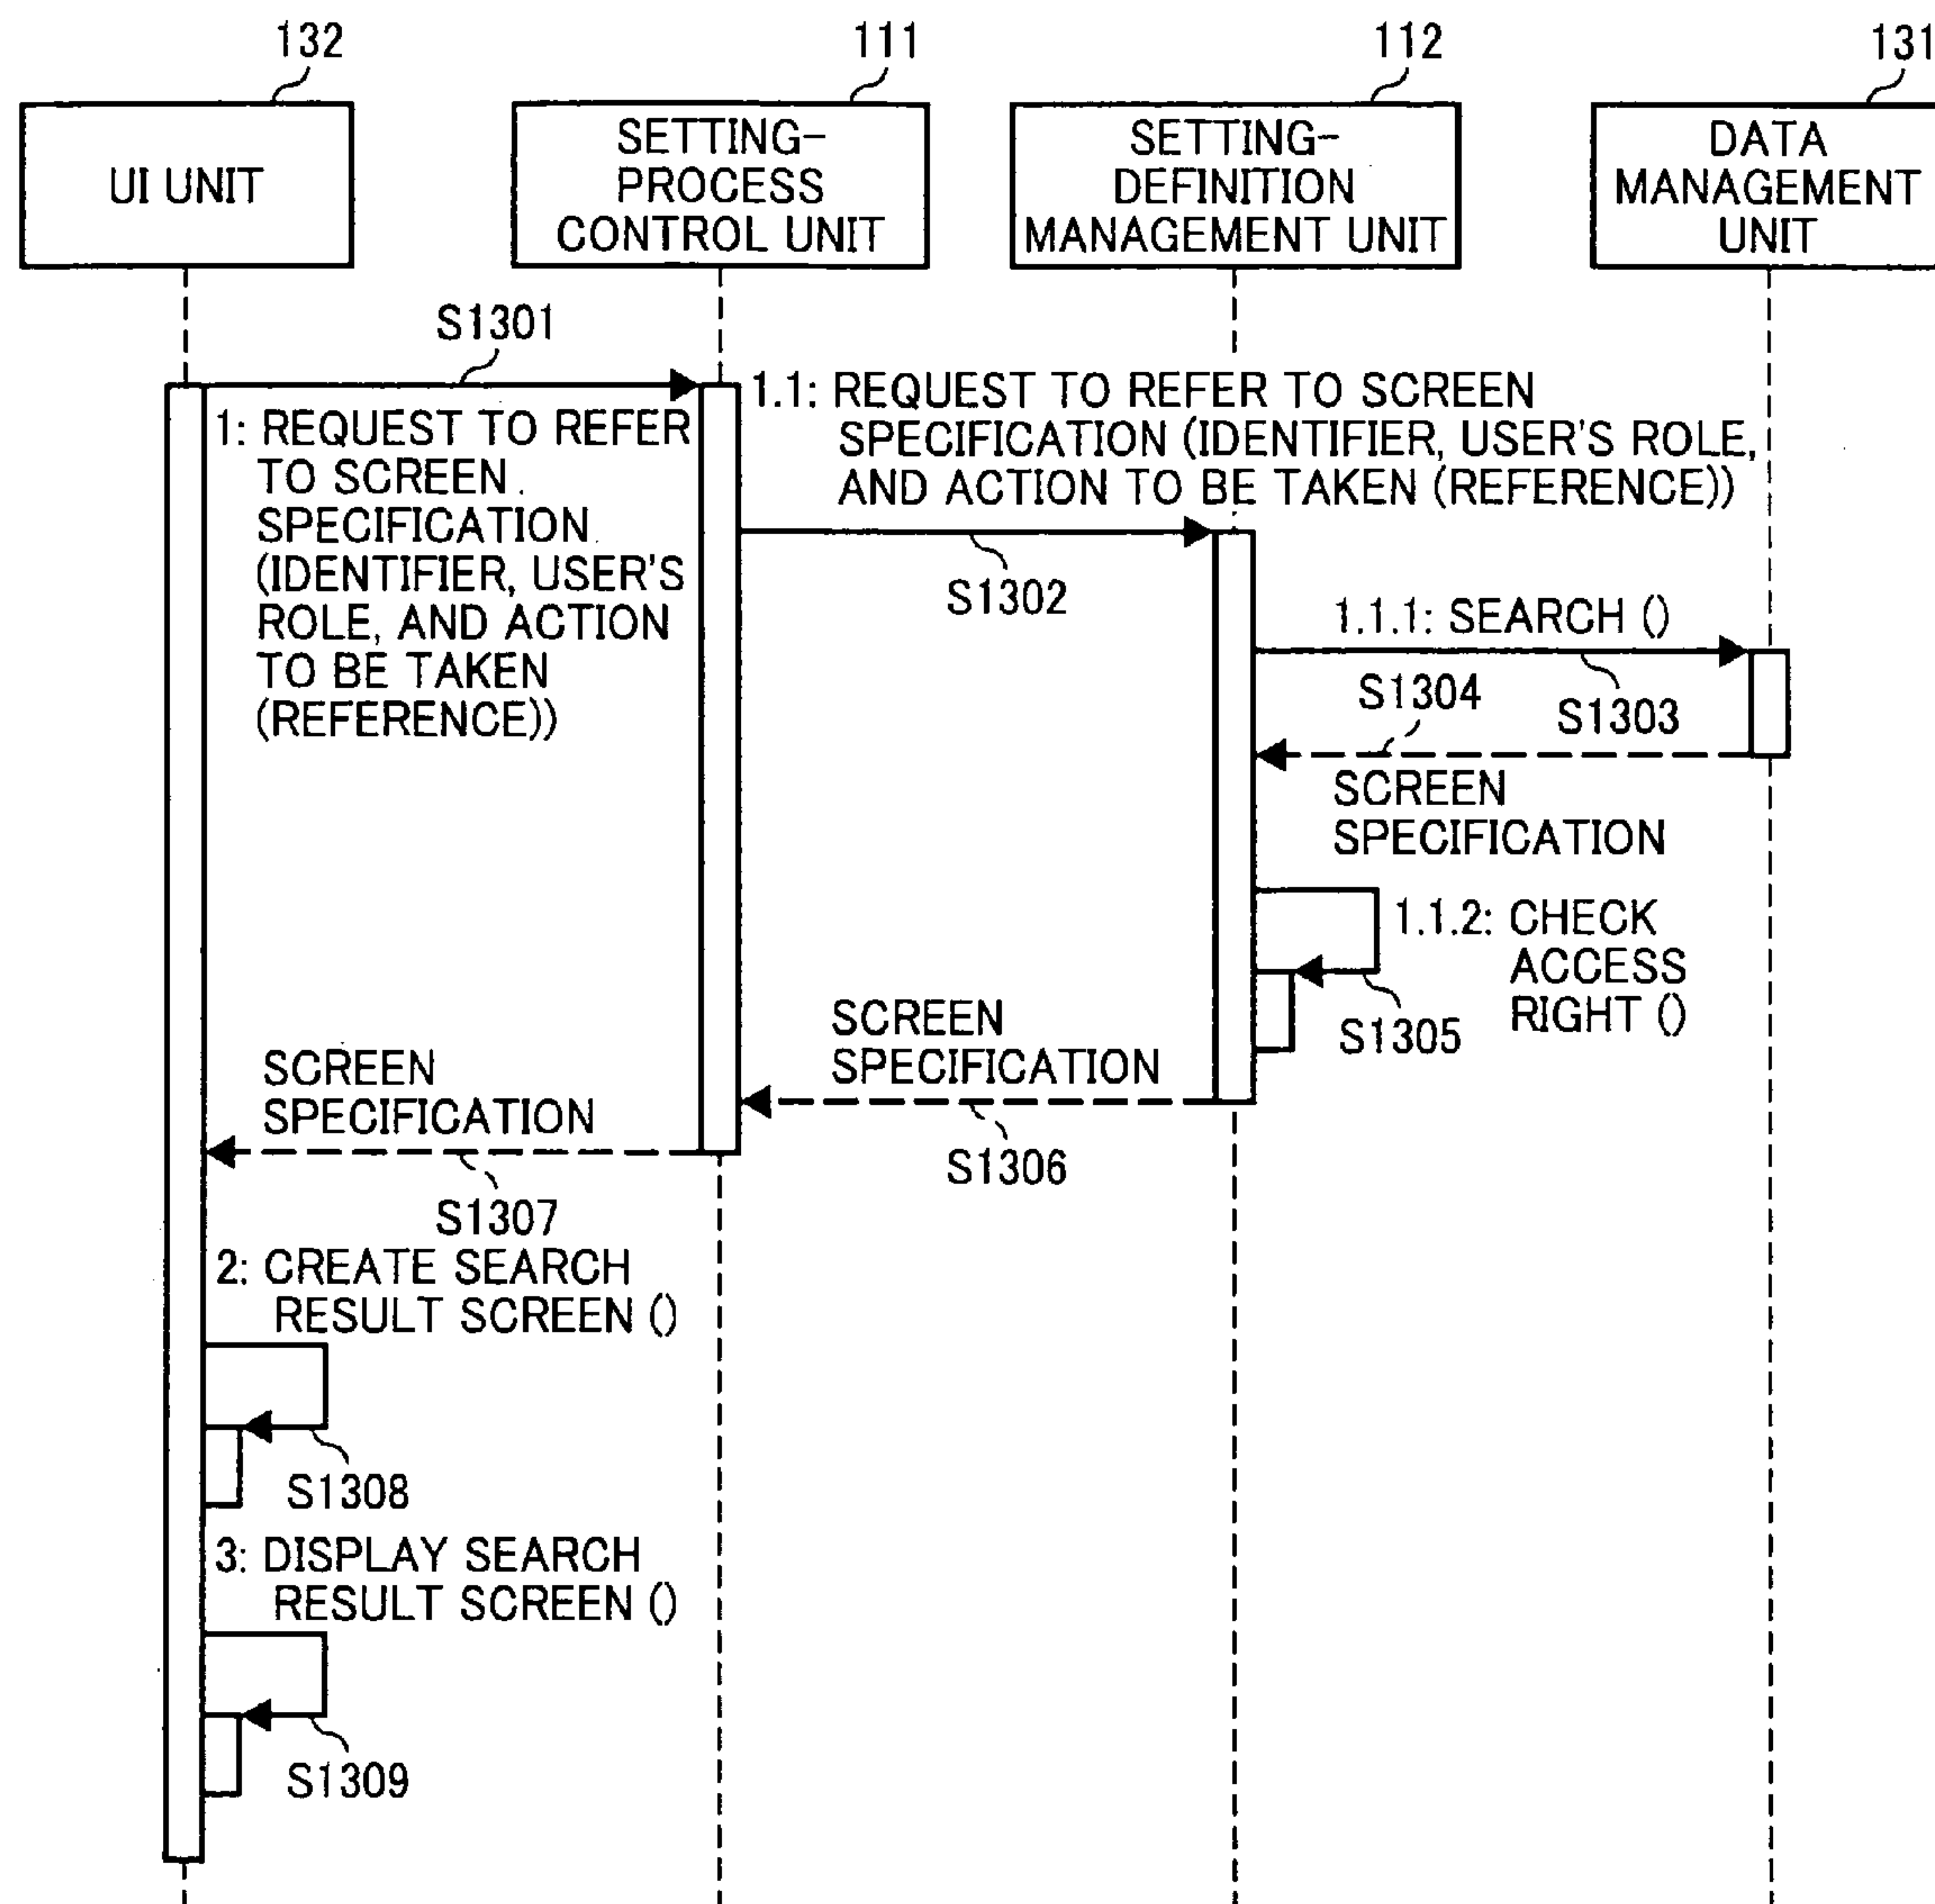 132
111
112
131
UI UNIT
SETTING-
PROCESS
CONTROL UNIT
SETTING-
DEFINITION
MANAGEMENT UNIT
DATA
MANAGEMENT
UNIT
S1301
1: REQUEST TO REFER
TO SCREEN
SPECIFICATION
(IDENTIFIER, USER'S
ROLE, AND ACTION
TO BE TAKEN
(REFERENCE))
1.1: REQUEST TO REFER TO SCREEN
SPECIFICATION (IDENTIFIER, USER'S ROLE,
AND ACTION TO BE TAKEN (REFERENCE))
S1302
1.1.1: SEARCH ()
S1303
S1304
SCREEN
SPECIFICATION
1.1.2: CHECK
ACCESS
RIGHT ()
S1305
SCREEN
SPECIFICATION
S1306
SCREEN
SPECIFICATION
S1307
2: CREATE SEARCH
RESULT SCREEN ()
S1308
3: DISPLAY SEARCH
RESULT SCREEN ()
S1309